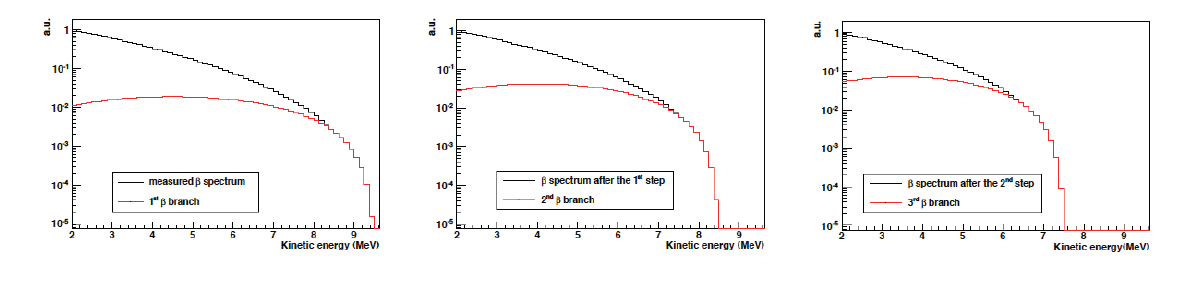 a.u.
1
10-1
10-2
10-3
10-4
10-5
measured β spectrum
1st β branch
2 3 4 5 6 7 8 9
Kinetic energy (MeV)
a.u.
1
10-1
10-2
10-3
10-4
10-5
β spectrum after the 1st step
2nd β branch
2 3 4 5 6 7 8 9
Kinetic energy (MeV)
a.u.
1
10-1
10-2
10-3
10-4
10-5
β spectrum after the 2nd step
3rd β branch
2 3 4 5 6 7 8 9
Kinetic energy(MeV)